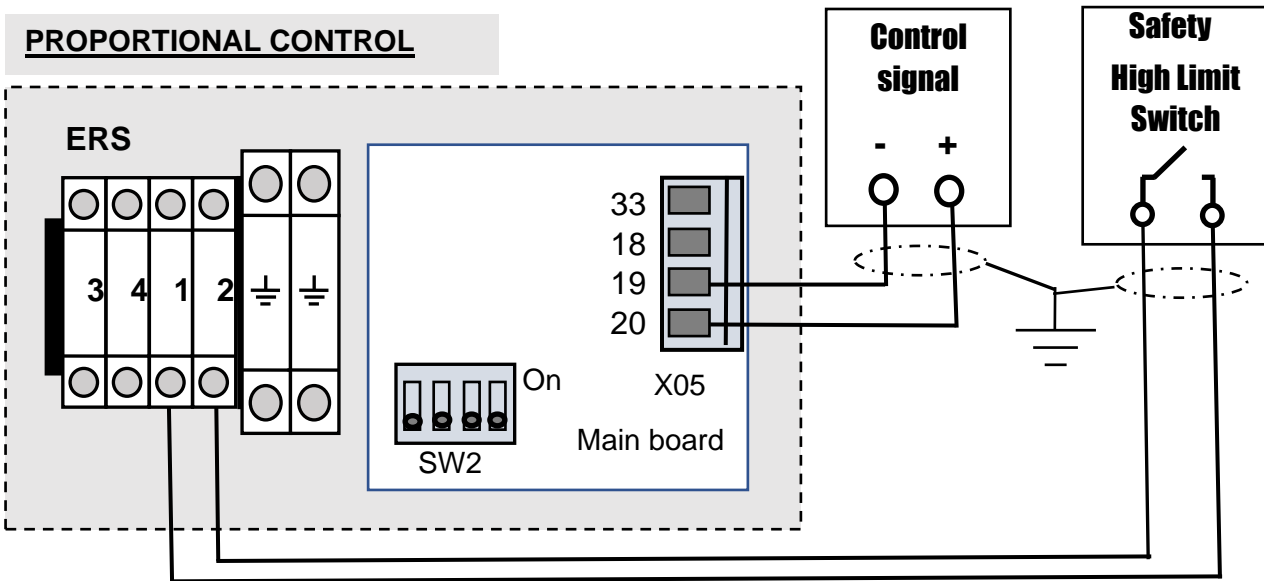 PROPORTIONAL CONTROL
Control
signal
- +
Safety
High Limit
Switch
ERS
3 4 1 2
33
18
19
20
X05
On
SW2
Main board